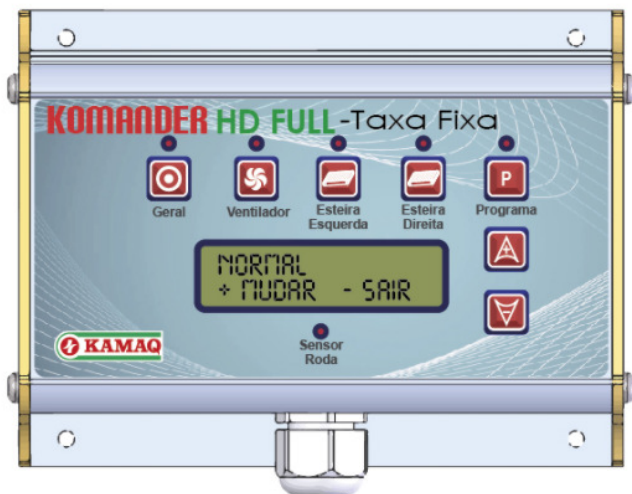 KOMANDER HD FULL-Taxa Fixa
Geral
Ventilador
Esteira
Esquerda
Esteira
Direita
P
Programa
NORMAL
+ MUDAR - SAIR
Sensor
Roda
KAMAQ